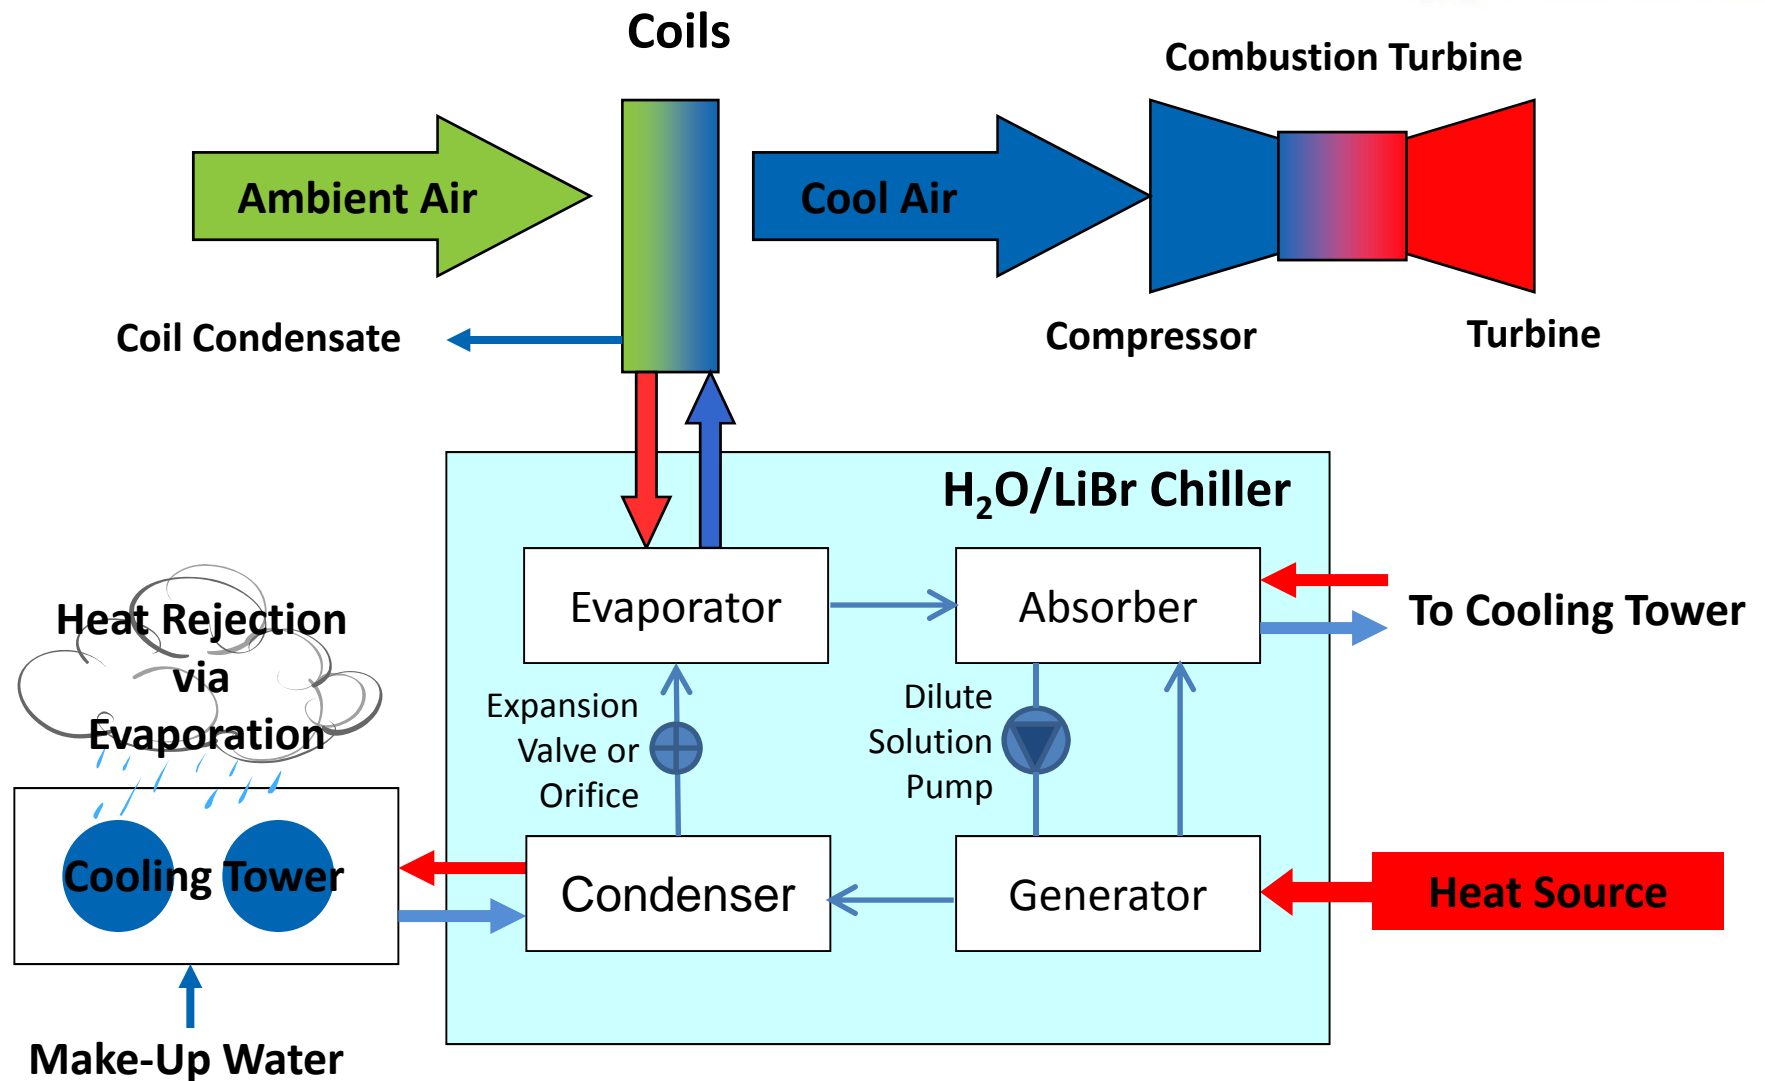 Coils
Combustion Turbine
Ambient Air
Cool Air
Coil Condensate
Compressor
Turbine
H₂O/LiBr Chiller
Evaporator
Absorber
To Cooling Tower
Heat Rejection
via
Evaporation
Expansion
Valve or
Orifice
Dilute
Solution
Pump
Cooling Tower
Condenser
Generator
Heat Source
Make-Up Water